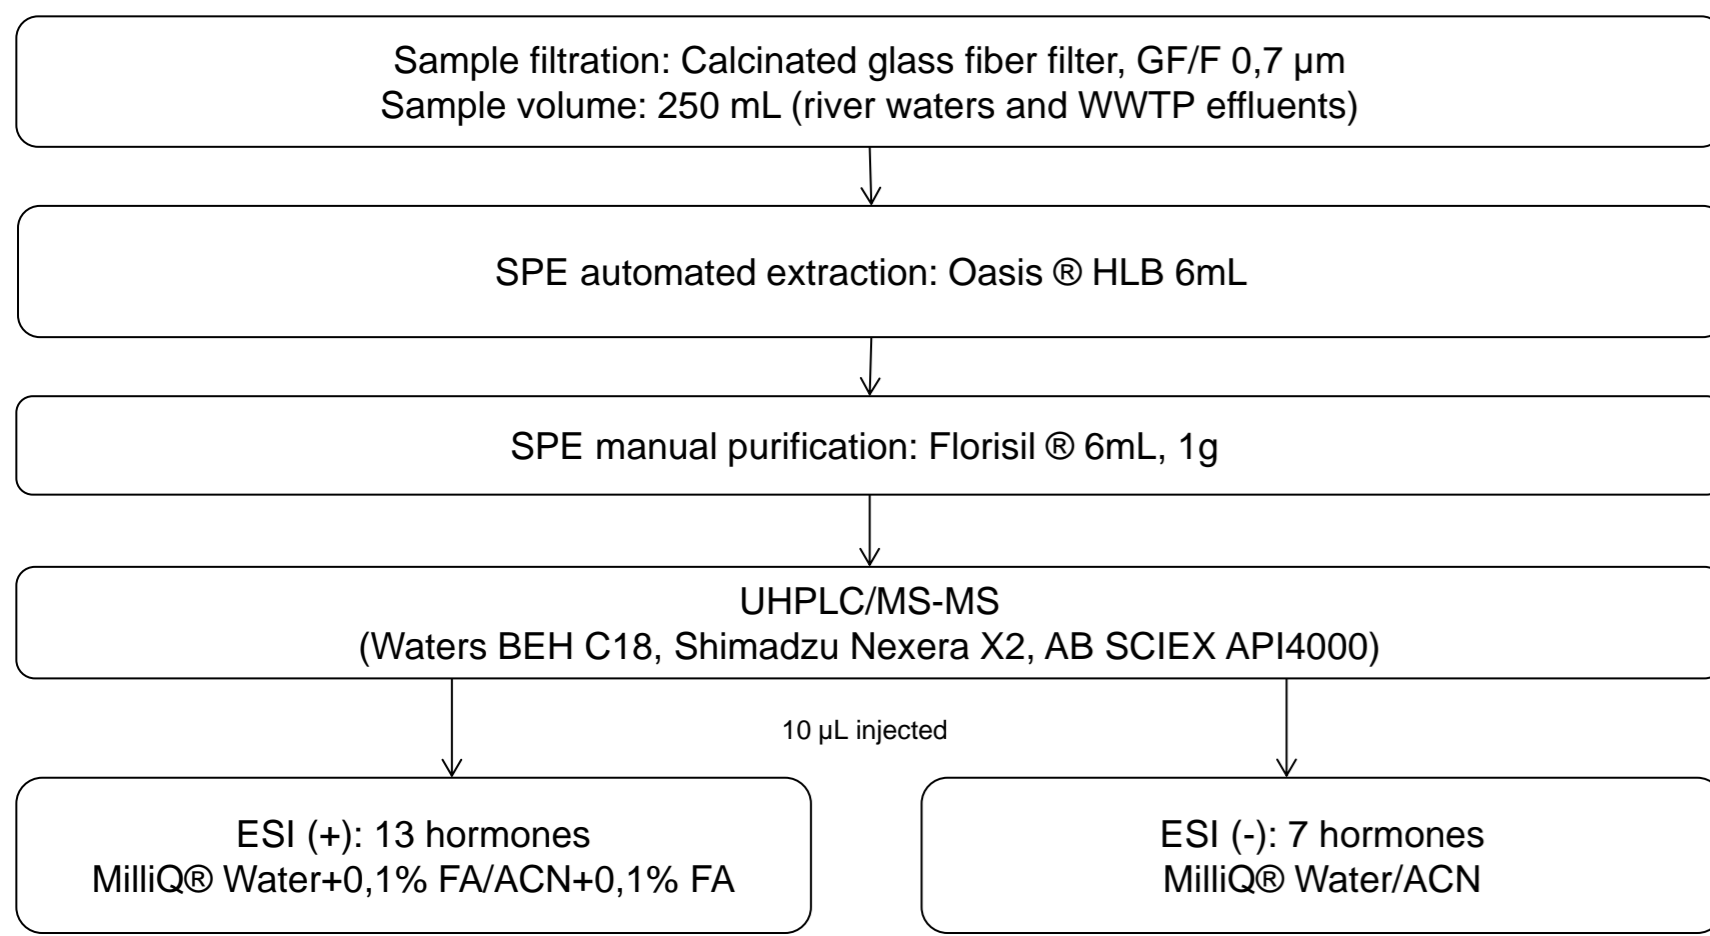 Sample filtration: Calcinated glass fiber filter, GF/F 0,7 µm
Sample volume: 250 mL (river waters and WWTP effluents)
SPE automated extraction: Oasis ® HLB 6mL
SPE manual purification: Florisil ® 6mL, 1g
UHPLC/MS-MS
(Waters BEH C18, Shimadzu Nexera X2, AB SCIEX API4000)
10 µL injected
ESI (+): 13 hormones
MilliQ® Water+0,1% FA/ACN+0,1% FA
ESI (-): 7 hormones
MilliQ® Water/ACN